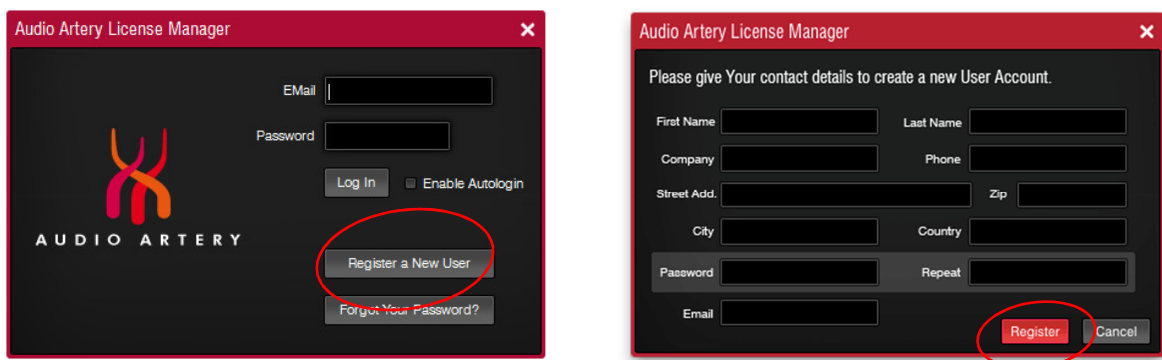 Audio Artery License Manager
EMail
Password
Log In Enable Autologin
AUDIO ARTERY
Register a New User
Forgot Your Password?
Audio Artery License Manager
Please give Your contact details to create a new User Account.
First Name Last Name
Company Phone
Street Add. Zip
City Country
Password Repeat
Email
Register Cancel